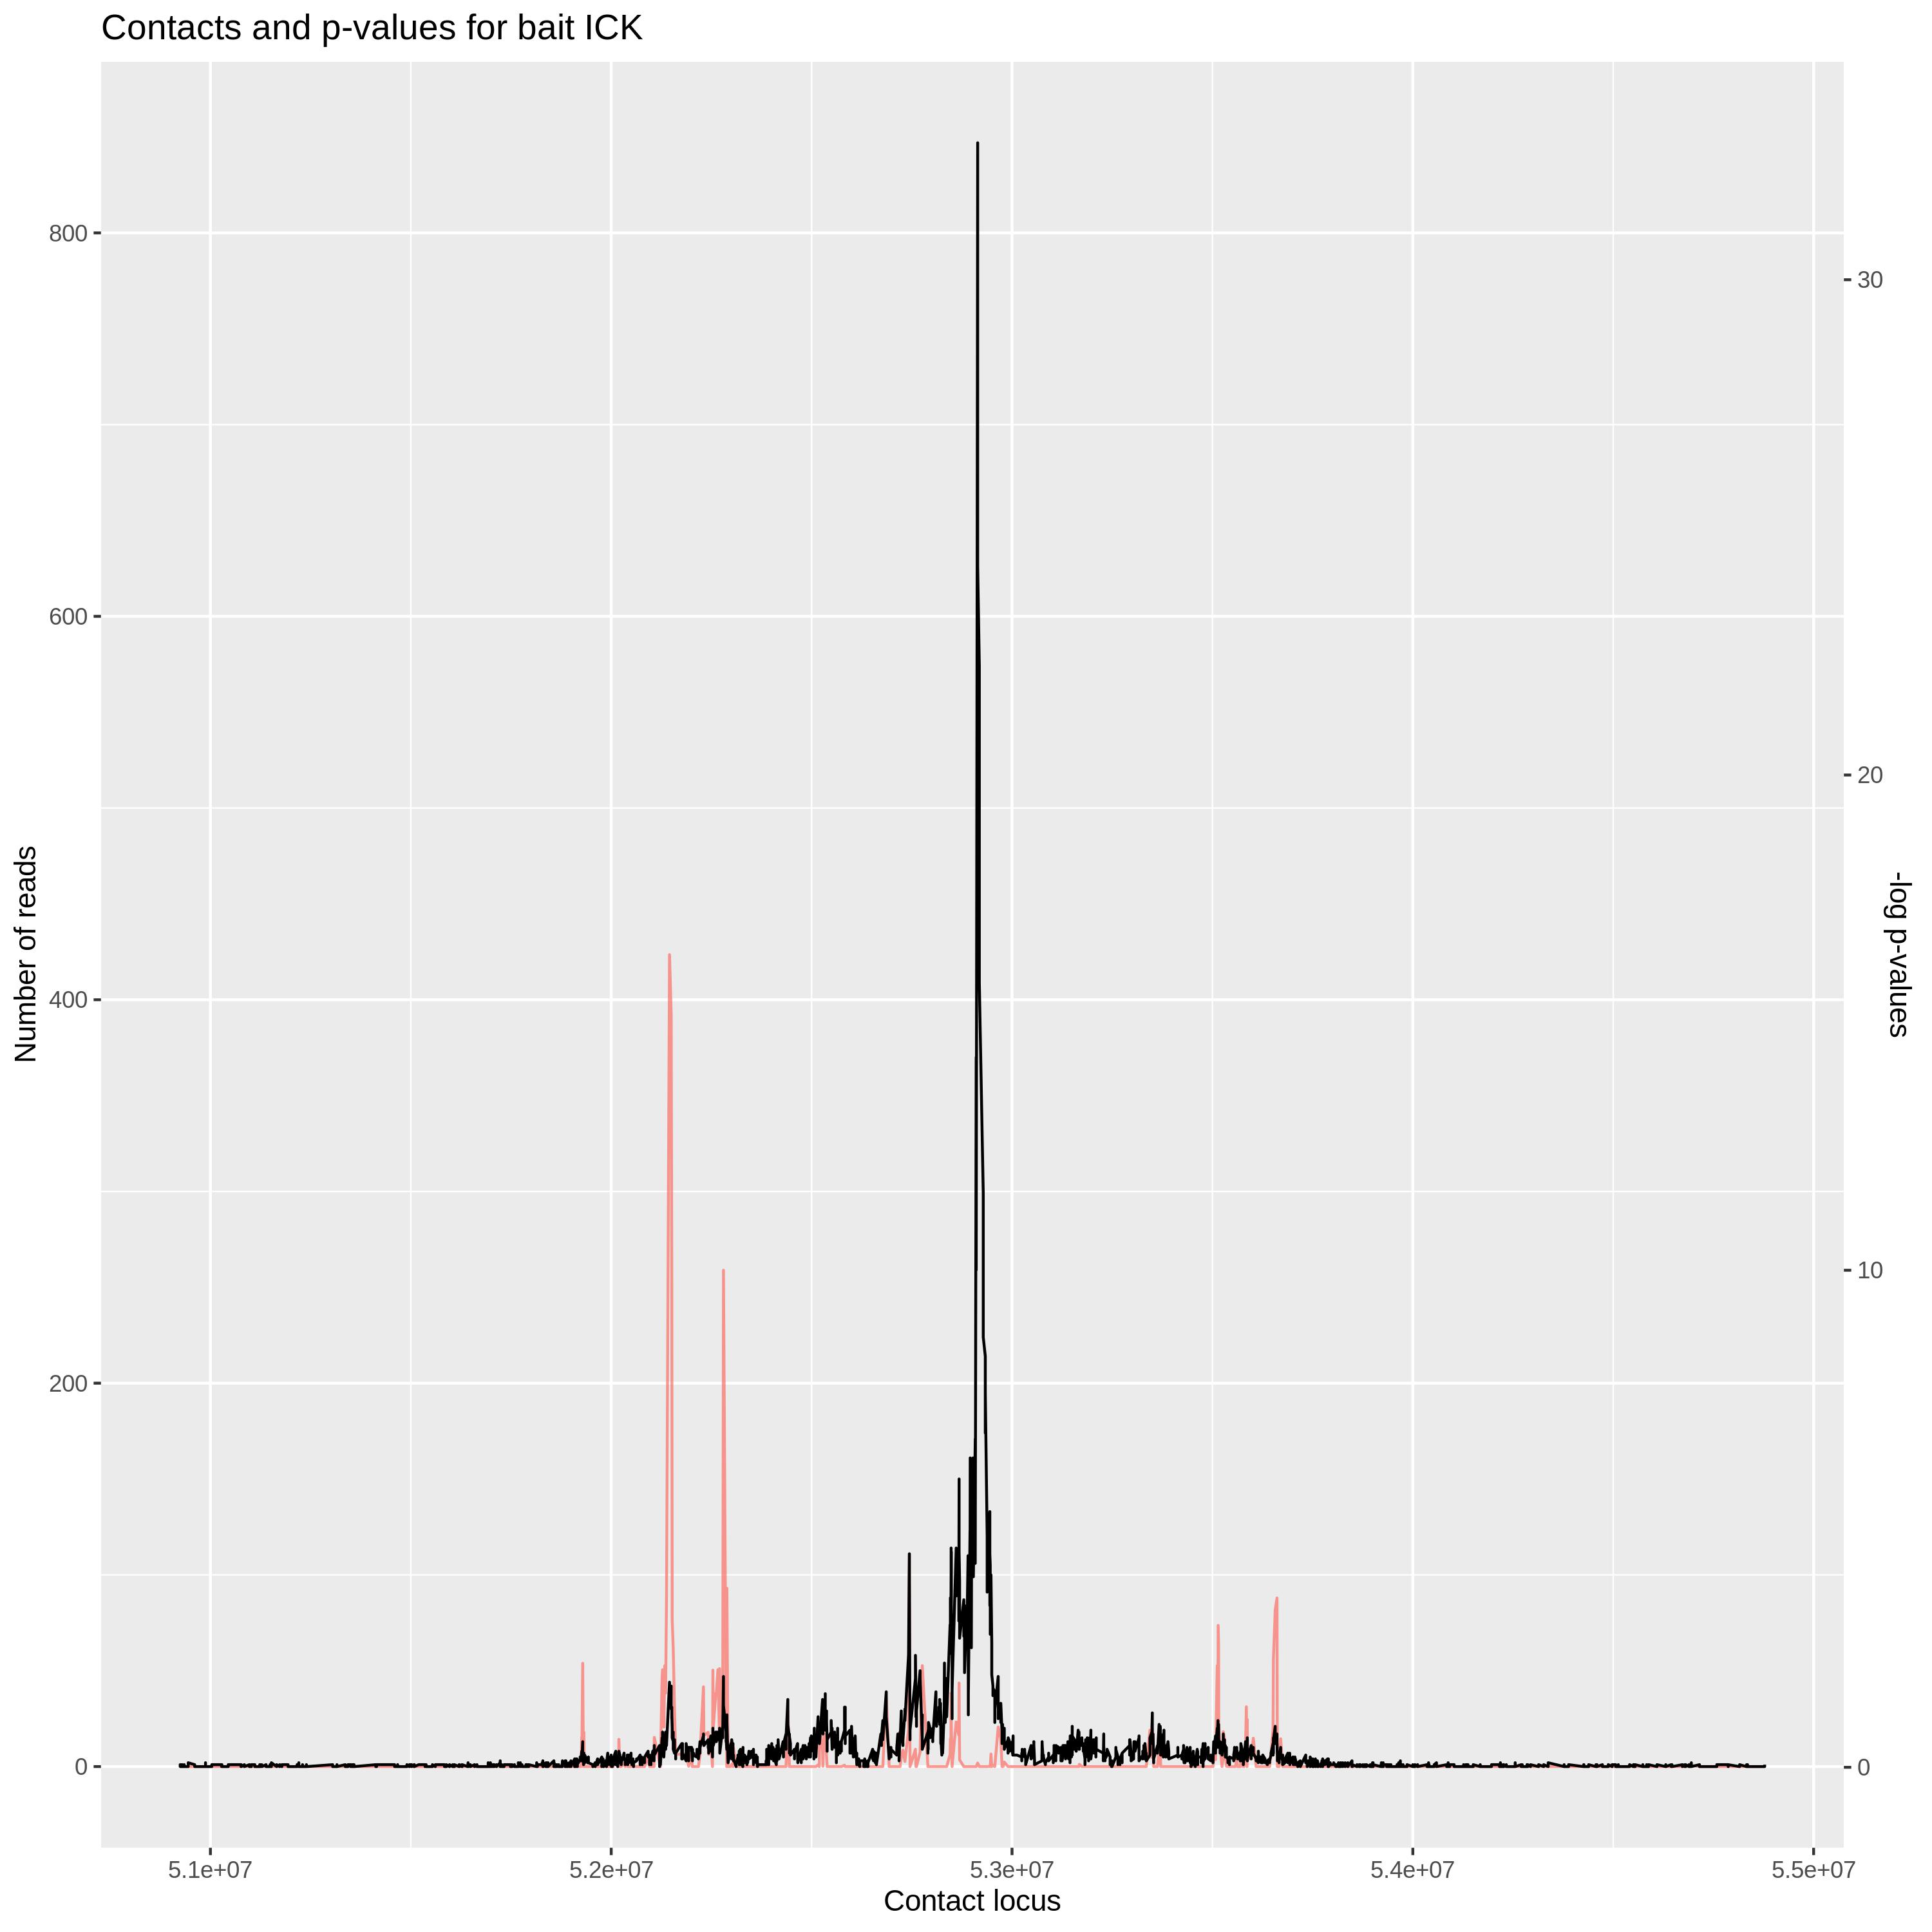 Contacts and p-values for bait ICK
Number of reads
800
600
400
200
0
30
20
10
0
-log p-values
5.1e+07
5.2e+07
5.3e+07
5.4e+07
5.5e+07
Contact locus